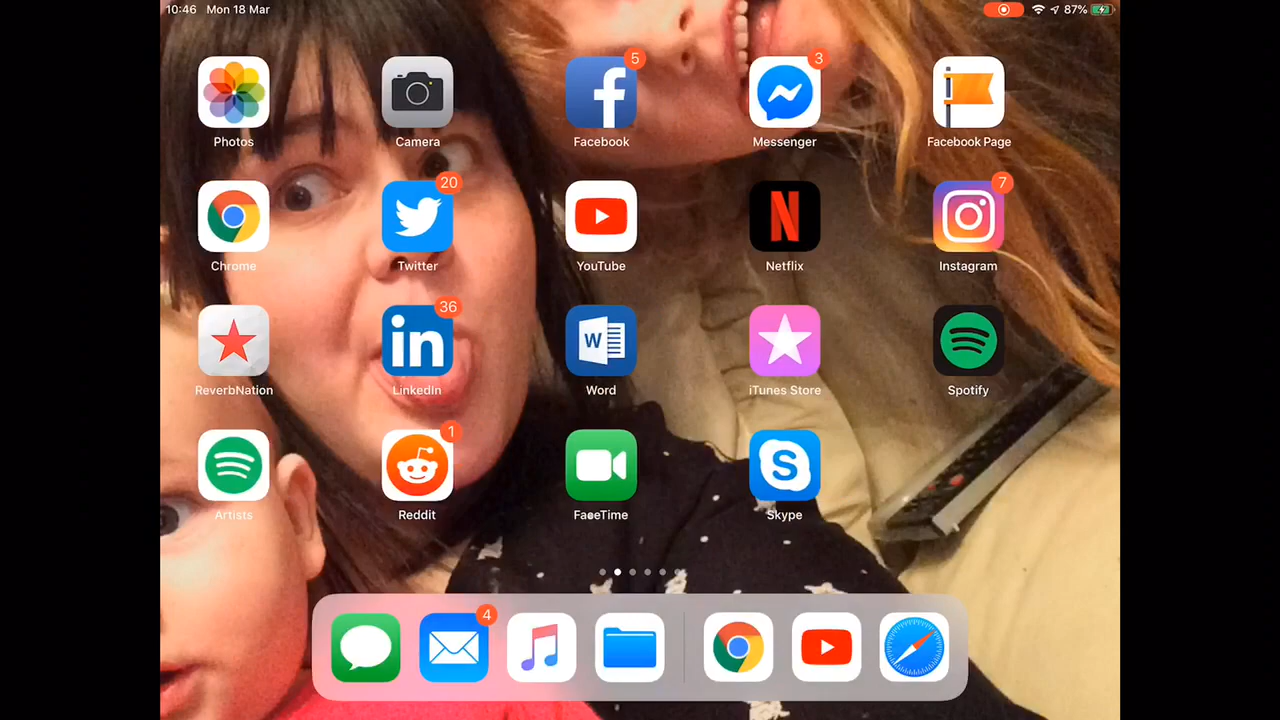 10:46 Mon 18 Mar 87%
5 3
Photos Camera Facebook Messenger Facebook Page
20 7
Chrome Twitter YouTube Netflix Instagram
36
in W
ReverbNation LinkedIn Word iTunes Store Spotify
1
Artists Reddit FaceTime Skype
4